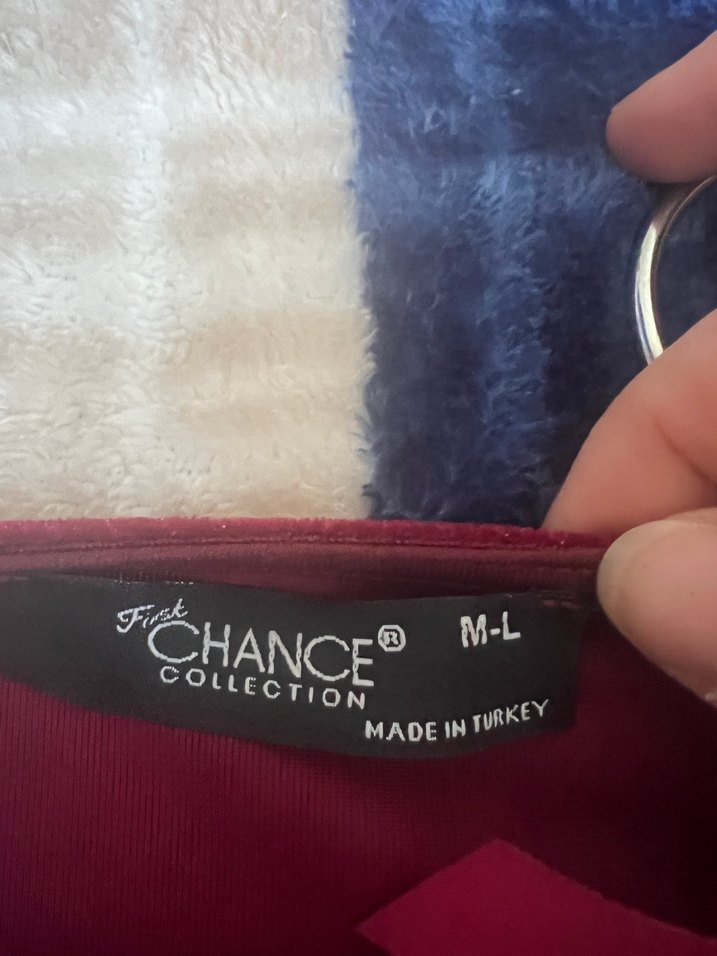 First
CHANCE®
COLLECTION
M-L
MADE IN TURKEY